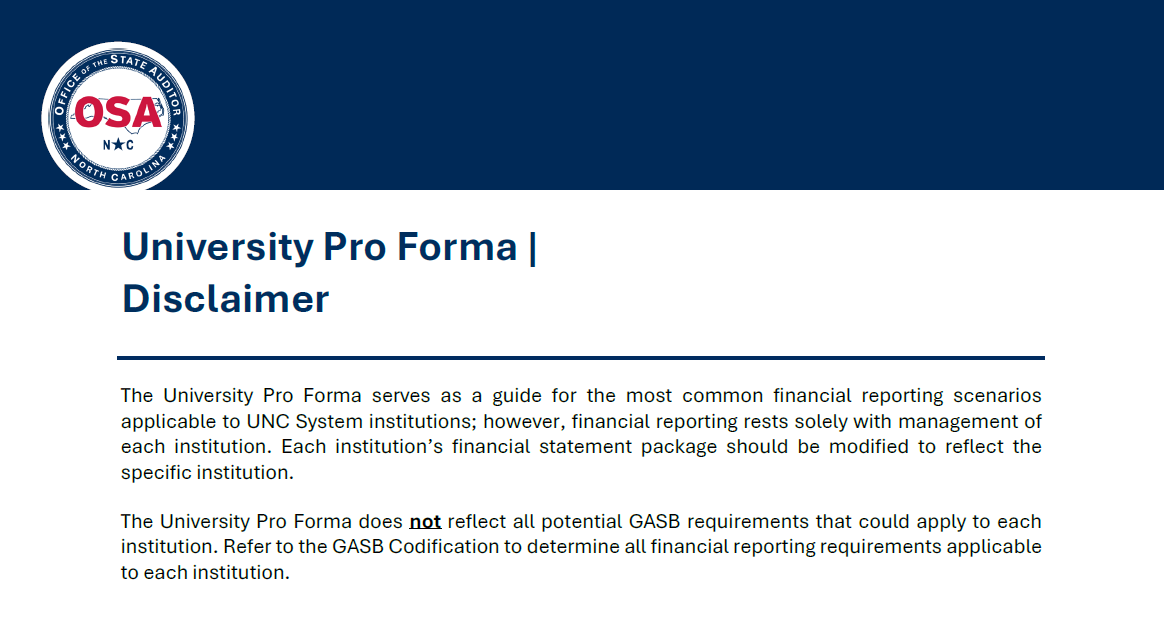 OFFICE OF THE STATE AUDITOR
OSA
N★C
NORTH CAROLINA
University Pro Forma |
Disclaimer
The University Pro Forma serves as a guide for the most common financial reporting scenarios
applicable to UNC System institutions; however, financial reporting rests solely with management of
each institution. Each institution’s financial statement package should be modified to reflect the
specific institution.
The University Pro Forma does not reflect all potential GASB requirements that could apply to each
institution. Refer to the GASB Codification to determine all financial reporting requirements applicable
to each institution.